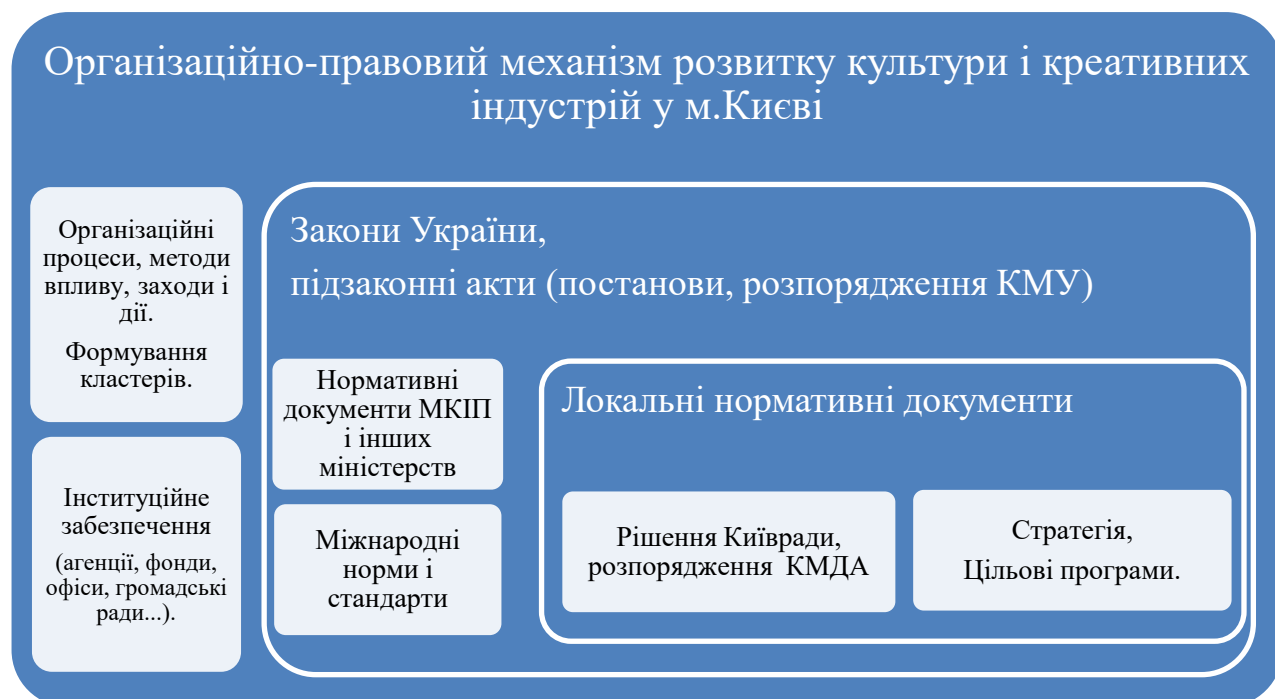 Організаційно-правовий механізм розвитку культури і креативних
індустрій у м.Києві
Організаційні
процеси, методи
впливу, заходи і
дії.
Формування
кластерів.
Інституційне
забезпечення
(агенції, фонди,
офіси, громадські
ради...).
Закони України,
підзаконні акти (постанови, розпорядження КМУ)
Нормативні
документи МКІП
і інших
міністерств
Міжнародні
норми і
стандарти
Локальні нормативні документи
Рішення Київради,
розпорядження КМДА
Стратегія,
Цільові програми.